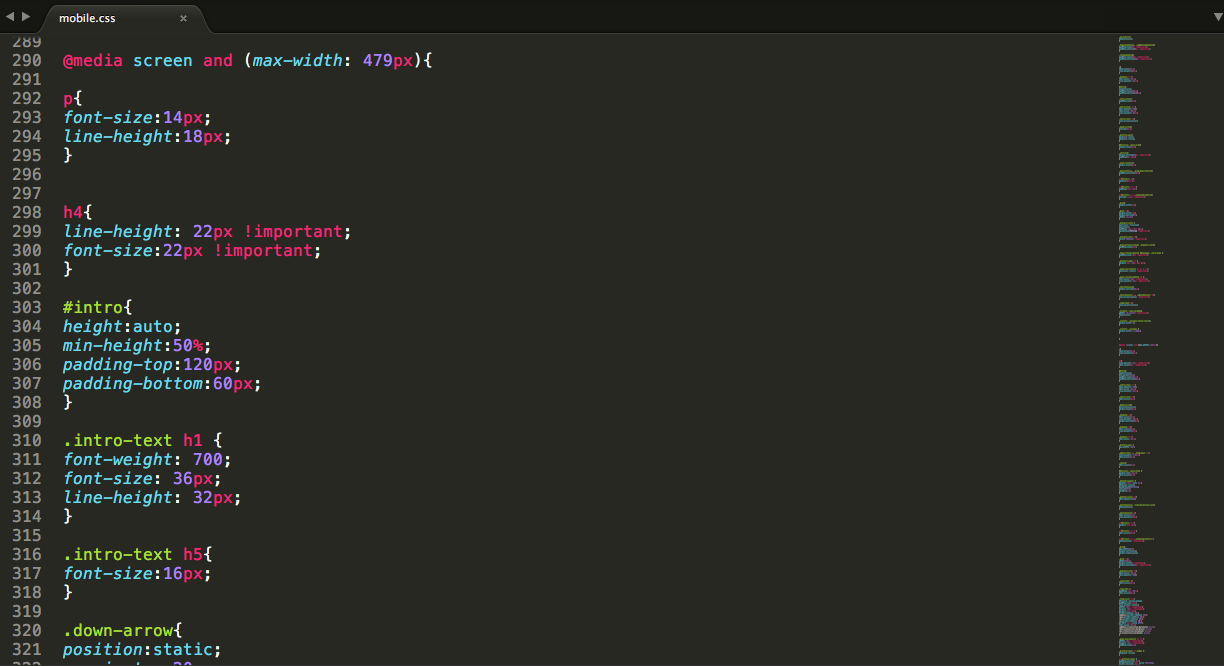 mobile.css ×
289
290 @media screen and (max-width: 479px){
291
292 p{
293 font-size:14px;
294 line-height:18px;
295 }
296
297
298 h4{
299 line-height: 22px !important;
300 font-size:22px !important;
301 }
302
303 #intro{
304 height:auto;
305 min-height:50%;
306 padding-top:120px;
307 padding-bottom:60px;
308 }
309
310 .intro-text h1 {
311 font-weight: 700;
312 font-size: 36px;
313 line-height: 32px;
314 }
315
316 .intro-text h5{
317 font-size:16px;
318 }
319
320 .down-arrow{
321 position:static;